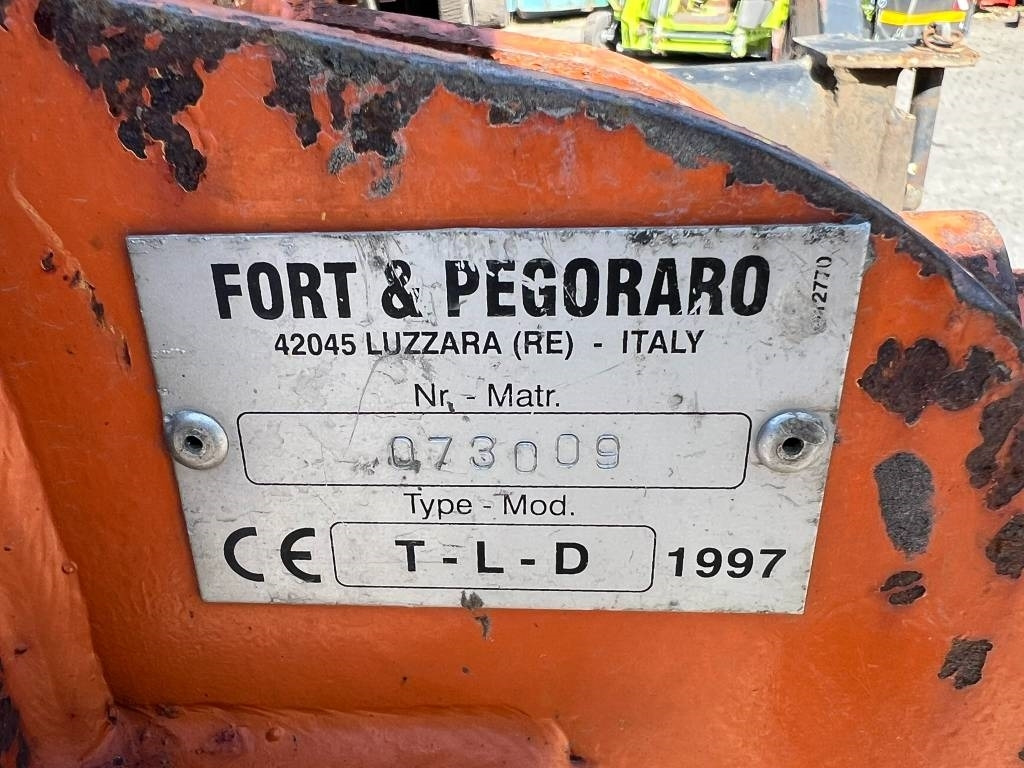 FORT & PEGORARO
42045 LUZZARA (RE) - ITALY
Nr. - Matr.
073009
Type - Mod.
CE T - L - D 1997